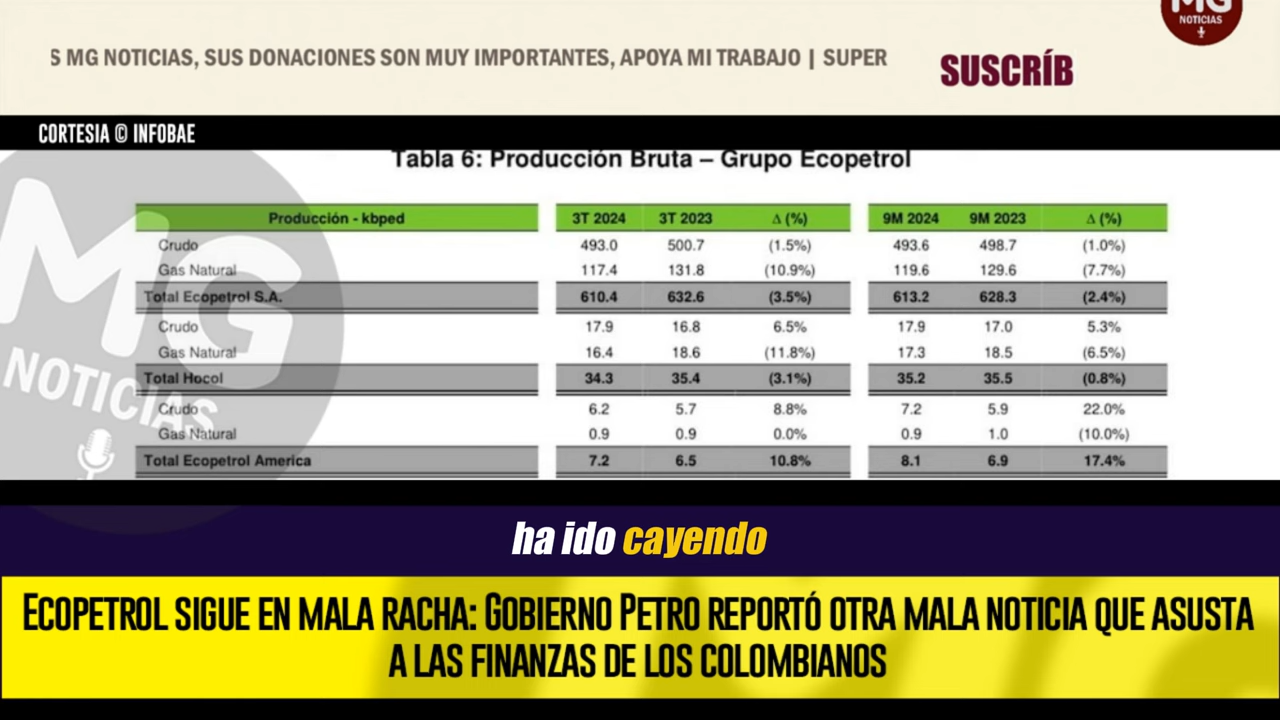 MG
NOTICIAS
S MG NOTICIAS, SUS DONACIONES SON MUY IMPORTANTES, APOYA MI TRABAJO | SUPER
SUSCRÍB
CORTESIA © INFOBAE
Tabla 6: Producción Bruta – Grupo Ecopetrol
Producción - kbped 3T 2024 3T 2023 Δ (%) 9M 2024 9M 2023 Δ (%)
Crudo 493.0 500.7 (1.5%) 493.6 498.7 (1.0%)
Gas Natural 117.4 131.8 (10.9%) 119.6 129.6 (7.7%)
Total Ecopetrol S.A. 610.4 632.6 (3.5%) 613.2 628.3 (2.4%)
Crudo 17.9 16.8 6.5% 17.9 17.0 5.3%
Gas Natural 16.4 18.6 (11.8%) 17.3 18.5 (6.5%)
Total Hocol 34.3 35.4 (3.1%) 35.2 35.5 (0.8%)
Crudo 6.2 5.7 8.8% 7.2 5.9 22.0%
Gas Natural 0.9 0.9 0.0% 0.9 1.0 (10.0%)
Total Ecopetrol America 7.2 6.5 10.8% 8.1 6.9 17.4%
MG
NOTICIAS
ha ido cayendo
ECOPETROL SIGUE EN MALA RACHA: GOBIERNO PETRO REPORTÓ OTRA MALA NOTICIA QUE ASUSTA
A LAS FINANZAS DE LOS COLOMBIANOS